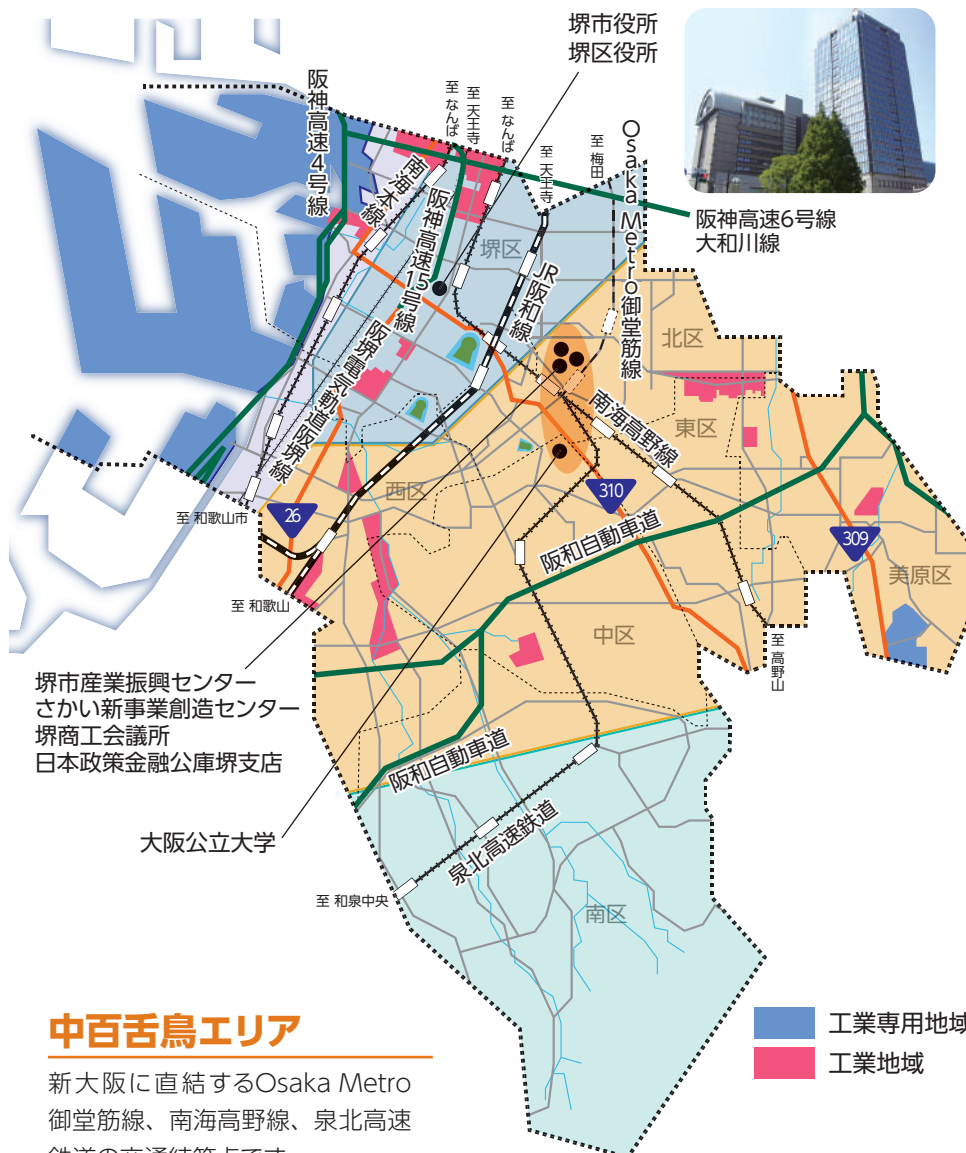 堺市役所
堺区役所
阪神高速4号線
至 なんば
至 天王寺
至 なんば
至 天王寺
至 梅田
Osaka Metro御堂筋線
南海本線
阪神高速15号線
堺区
JR阪和線
阪神高速6号線
大和川線
阪堺電気軌道阪堺線
北区
南海高野線
東区
西区
26
310
309
至 和歌山市
阪和自動車道
美原区
至 和歌山
中区
至 高野山
堺市産業振興センター
さかい新事業創造センター
堺商工会議所
日本政策金融公庫堺支店
阪和自動車道
大阪公立大学
泉北高速鉄道
至 和泉中央
南区
中百舌鳥エリア
新大阪に直結するOsaka Metro
御堂筋線、南海高野線、泉北高速
工業専用地域
工業地域